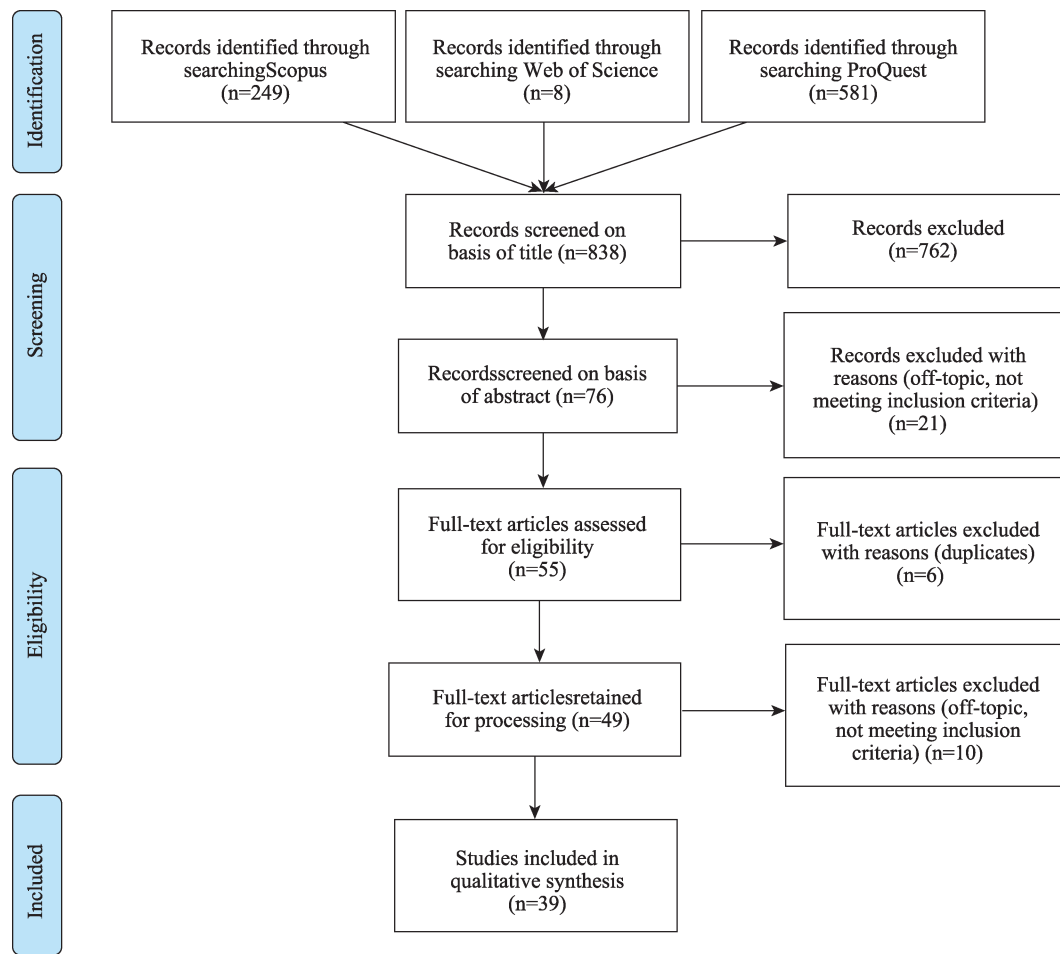 Identification
Records identified through
searchingScopus
(n=249)
Records identified through
searching Web of Science
(n=8)
Records identified through
searching ProQuest
(n=581)
Screening
Records screened on
basis of title (n=838)
Records excluded
(n=762)
Recordsscreened on basis
of abstract (n=76)
Records excluded with
reasons (off-topic, not
meeting inclusion criteria)
(n=21)
Eligibility
Full-text articles assessed
for eligibility
(n=55)
Full-text articles excluded
with reasons (duplicates)
(n=6)
Full-text articlesretained
for processing (n=49)
Full-text articles excluded
with reasons (off-topic,
not meeting inclusion
criteria) (n=10)
Included
Studies included in
qualitative synthesis
(n=39)